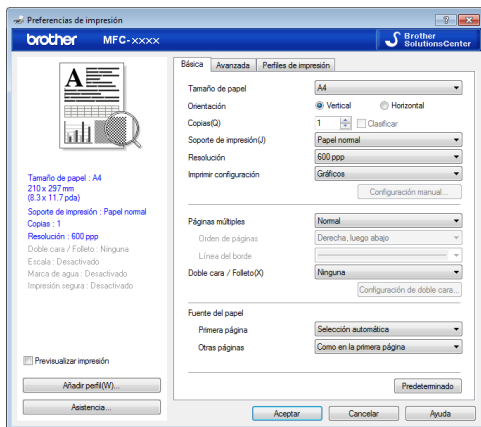 Preferencias de impresión
brother MFC-xxxx
Brother
SolutionsCenter
A
Tamaño de papel : A4
210 x 297 mm
(8.3 x 11.7 pda)
Soporte de impresión : Papel normal
Copias : 1
Resolución : 600 ppp
Doble cara / Folleto : Ninguna
Escala : Desactivado
Marca de agua : Desactivado
Impresión segura : Desactivado
Previsualizar impresión
Añadir perfil(W)...
Asistencia...
Básica Avanzada Perfiles de impresión
Tamaño de papel A4
Orientación Vertical Horizontal
Copias(Q) 1 Clasificar
Soporte de impresión(J) Papel normal
Resolución 600 ppp
Imprimir configuración Gráficos
Configuración manual...
Páginas múltiples Normal
Orden de páginas Derecha, luego abajo
Línea del borde
Doble cara / Folleto(X) Ninguna
Configuración de doble cara...
Fuente del papel
Primera página Selección automática
Otras páginas Como en la primera página
Predeterminado
Aceptar Cancelar Ayuda